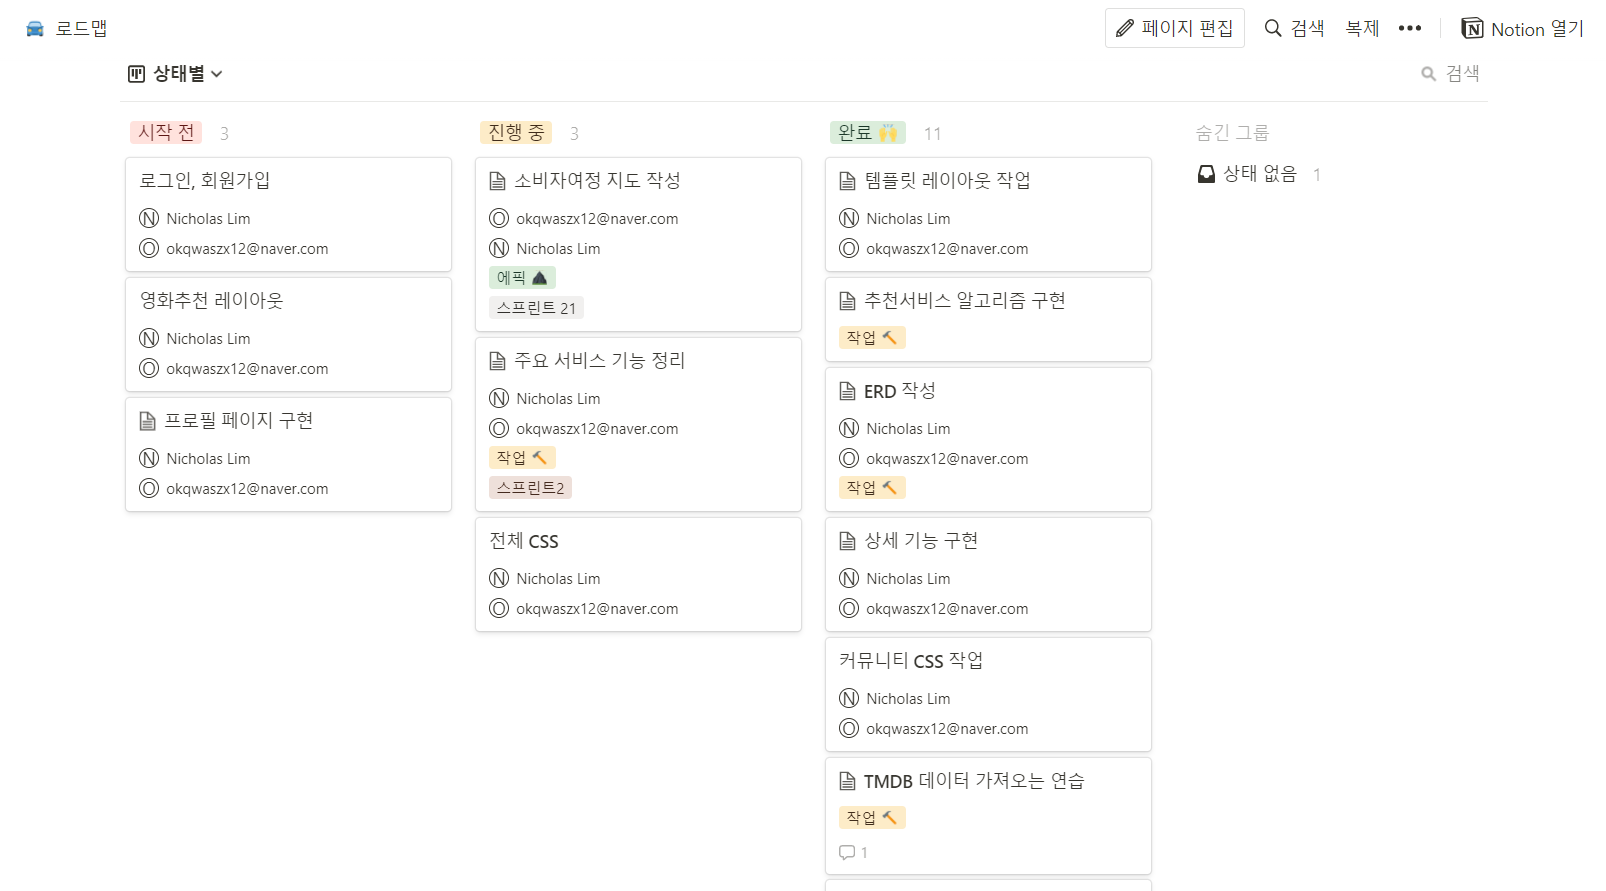 로드맵
페이지 편집
검색
복제
Notion 열기
상태별
검색
시작 전 3
로그인, 회원가입
Nicholas Lim
okqwaszx12@naver.com
영화추천 레이아웃
Nicholas Lim
okqwaszx12@naver.com
프로필 페이지 구현
Nicholas Lim
okqwaszx12@naver.com
진행 중 3
소비자여정 지도 작성
okqwaszx12@naver.com
Nicholas Lim
에픽
스프린트 21
주요 서비스 기능 정리
Nicholas Lim
okqwaszx12@naver.com
작업 🔨
스프린트2
전체 CSS
Nicholas Lim
okqwaszx12@naver.com
완료 🙌 11
템플릿 레이아웃 작업
Nicholas Lim
okqwaszx12@naver.com
추천서비스 알고리즘 구현
작업 🔨
ERD 작성
Nicholas Lim
okqwaszx12@naver.com
작업 🔨
상세 기능 구현
Nicholas Lim
okqwaszx12@naver.com
커뮤니티 CSS 작업
Nicholas Lim
okqwaszx12@naver.com
TMDB 데이터 가져오는 연습
작업 🔨
1
숨긴 그룹
상태 없음 1